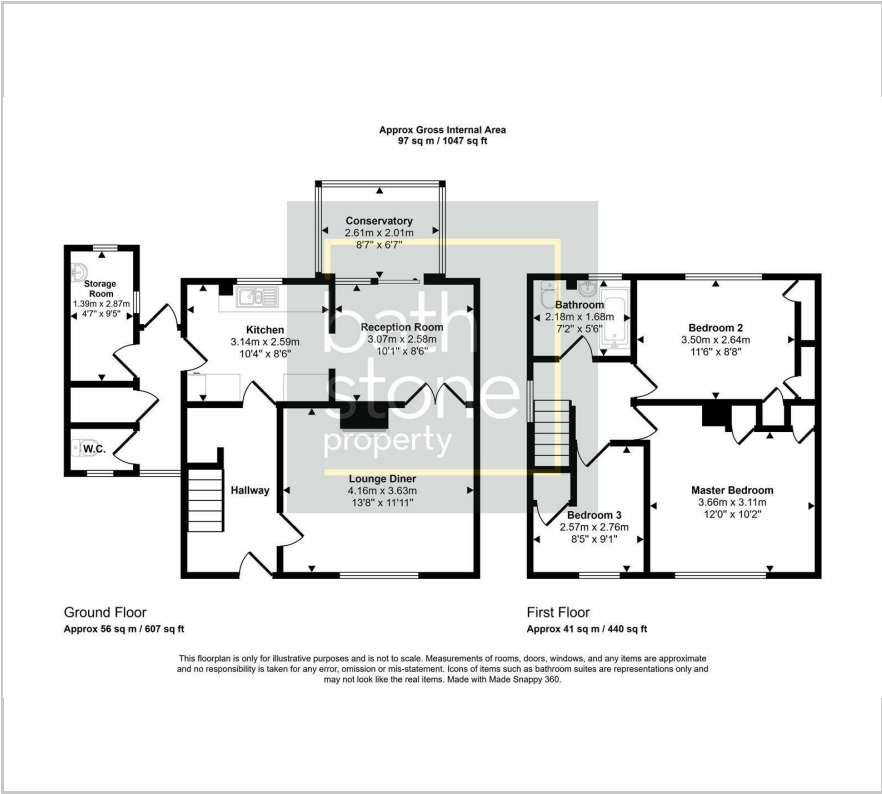 Approx Gross Internal Area
97 sq m / 1047 sq ft
Conservatory
2.61m x 2.01m
8'7" x 6'7"
Storage
Room
1.39m x 2.87m
4'7" x 9'5"
Kitchen
3.14m x 2.59m
10'4" x 8'6"
Reception Room
3.07m x 2.58m
10'1" x 8'6"
bath
stone
property
W.C.
Hallway
Lounge Diner
4.16m x 3.63m
13'8" x 11'11"
Bathroom
2.18m x 1.68m
7'2" x 5'6"
Bedroom 2
3.50m x 2.64m
11'6" x 8'8"
Master Bedroom
3.66m x 3.11m
12'0" x 10'2"
Bedroom 3
2.57m x 2.76m
8'5" x 9'1"
Ground Floor
Approx 56 sq m / 607 sq ft
First Floor
Approx 41 sq m / 440 sq ft
This floorplan is only for illustrative purposes and is not to scale. Measurements of rooms, doors, windows, and any items are approximate
and no responsibility is taken for any error, omission or mis-statement. Icons of items such as bathroom suites are representations only and
may not look like the real items. Made with Made Snappy 360.